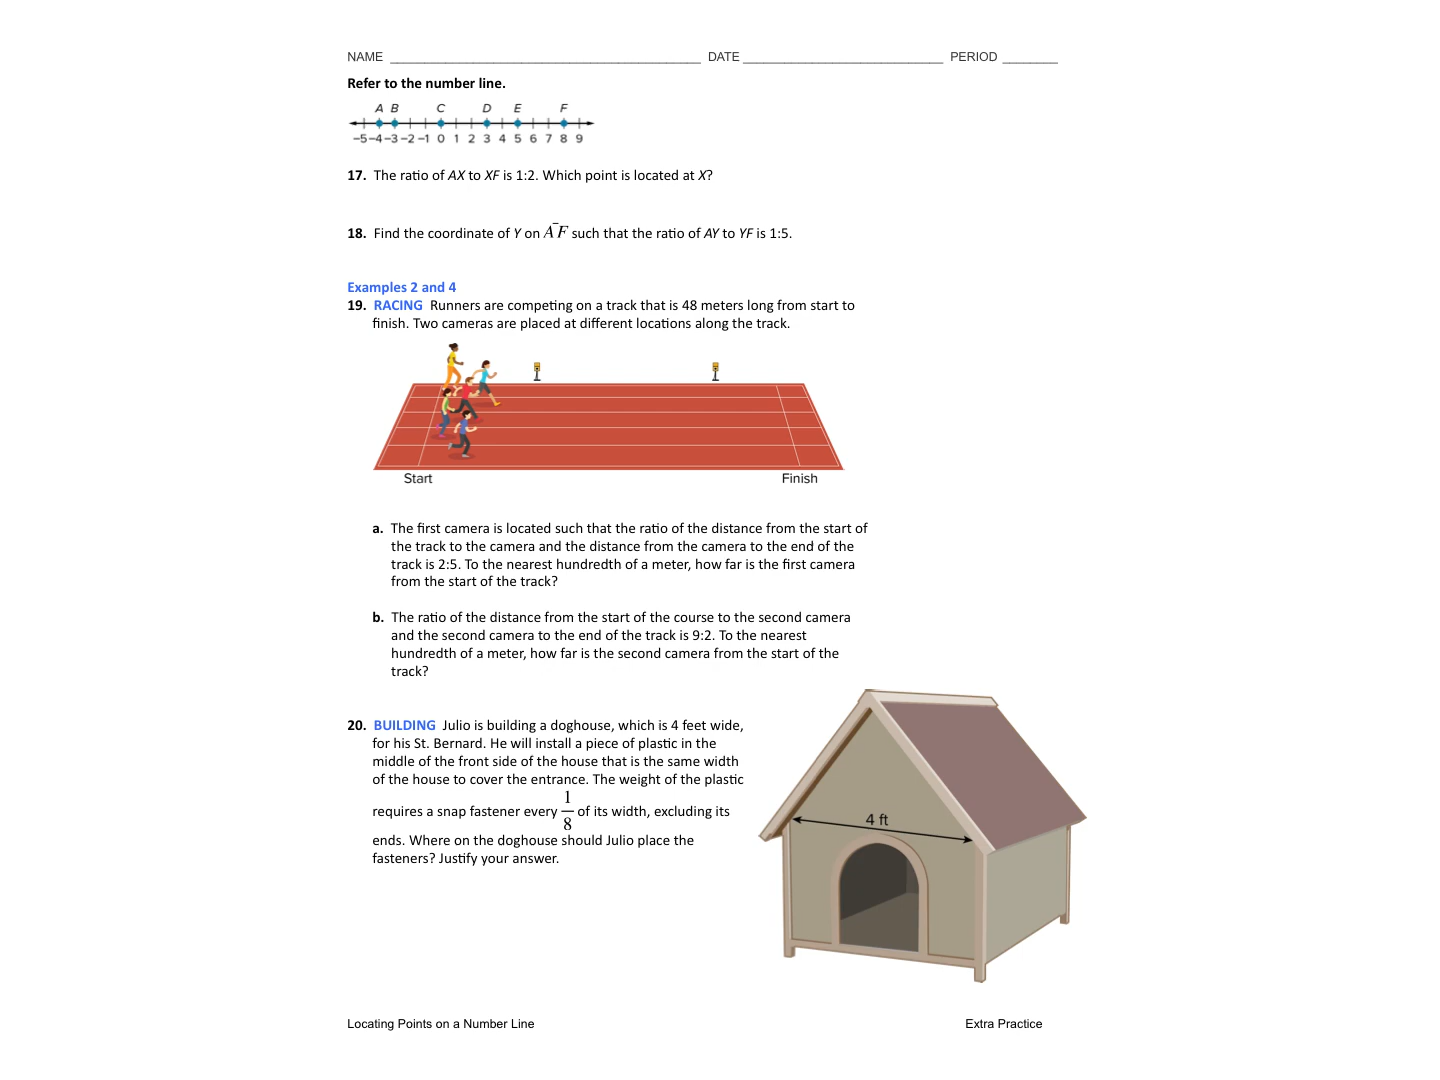 NAME ______________________________________________ DATE _____________________________ PERIOD ________
Refer to the number line.
A B C D E F
−5 −4 −3 −2 −1 0 1 2 3 4 5 6 7 8 9
17. The ratio of AX to XF is 1:2. Which point is located at X?
18. Find the coordinate of Y on A̅F̅ such that the ratio of AY to YF is 1:5.
Examples 2 and 4
19. RACING Runners are competing on a track that is 48 meters long from start to
finish. Two cameras are placed at different locations along the track.
Start Finish
a. The first camera is located such that the ratio of the distance from the start of
the track to the camera and the distance from the camera to the end of the
track is 2:5. To the nearest hundredth of a meter, how far is the first camera
from the start of the track?
b. The ratio of the distance from the start of the course to the second camera
and the second camera to the end of the track is 9:2. To the nearest
hundredth of a meter, how far is the second camera from the start of the
track?
20. BUILDING Julio is building a doghouse, which is 4 feet wide,
for his St. Bernard. He will install a piece of plastic in the
middle of the front side of the house that is the same width
of the house to cover the entrance. The weight of the plastic
requires a snap fastener every 1/8 of its width, excluding its
ends. Where on the doghouse should Julio place the
fasteners? Justify your answer.
4 ft
Locating Points on a Number Line Extra Practice